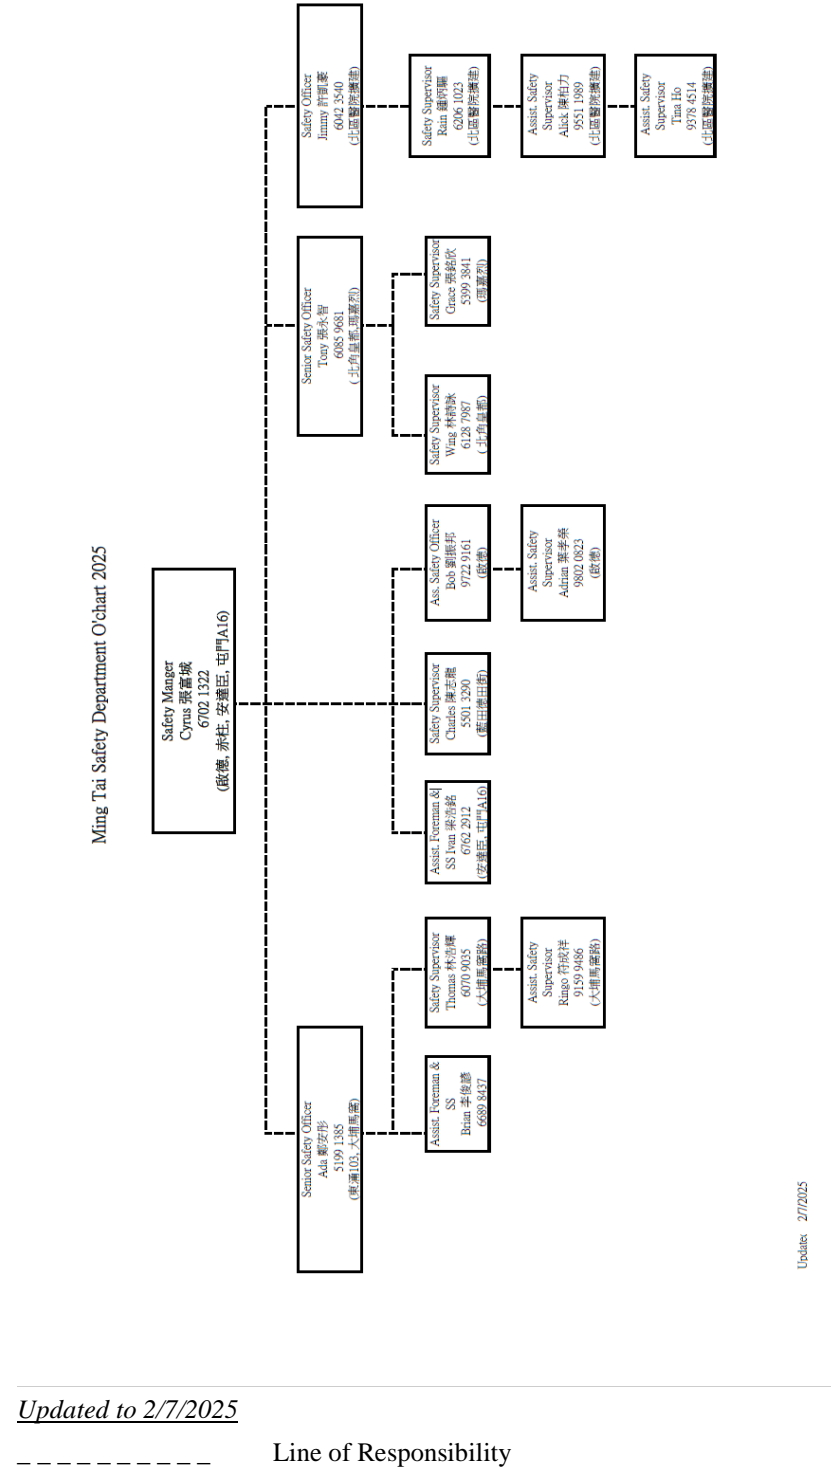 Ming Tai Safety Department O'chart 2025
Safety Manger
Cyrus 張富城
6702 1322
(啟德, 赤柱, 安達臣, 屯門A16)
Senior Safety Officer
Ada 鄭安彤
5199 1385
(東涌103, 大埔馬窩)
Assist. Foreman &
SS
Brian 李俊諺
6689 8437
Safety Supervisor
Thomas 林浩輝
6070 9035
(大埔馬窩路)
Assist. Safety
Supervisor
Ringo 符成祥
9159 9486
(大埔馬窩路)
Assist. Foreman &
SS Ivan 梁浩銘
6762 2912
(安達臣, 屯門A16)
Safety Supervisor
Charles 陳志龍
5501 3290
(藍田德田街)
Ass. Safety Officer
Bob 劉振邦
9722 9161
(啟德)
Assist. Safety
Supervisor
Adrian 葉孝榮
9802 0823
(啟德)
Senior Safety Officer
Tony 張永智
6085 9681
( 北角皇都,瑪嘉烈)
Safety Supervisor
Wing 林詩詠
6128 7987
( 北角皇都)
Safety Supervisor
Grace 張銘欣
5399 3841
(瑪嘉烈)
Safety Officer
Jimmy 許凱豪
6042 3540
(北區醫院擴建)
Safety Supervisor
Rain 鍾炳驅
6206 1023
(北區醫院擴建)
Assist. Safety
Supervisor
Alick 陳柏力
9551 1989
(北區醫院擴建)
Assist. Safety
Supervisor
Tina Ho
9378 4514
(北區醫院擴建)
Update: 2/7/2025
Updated to 2/7/2025
_ _ _ _ _ _ _ _ _ _ Line of Responsibility